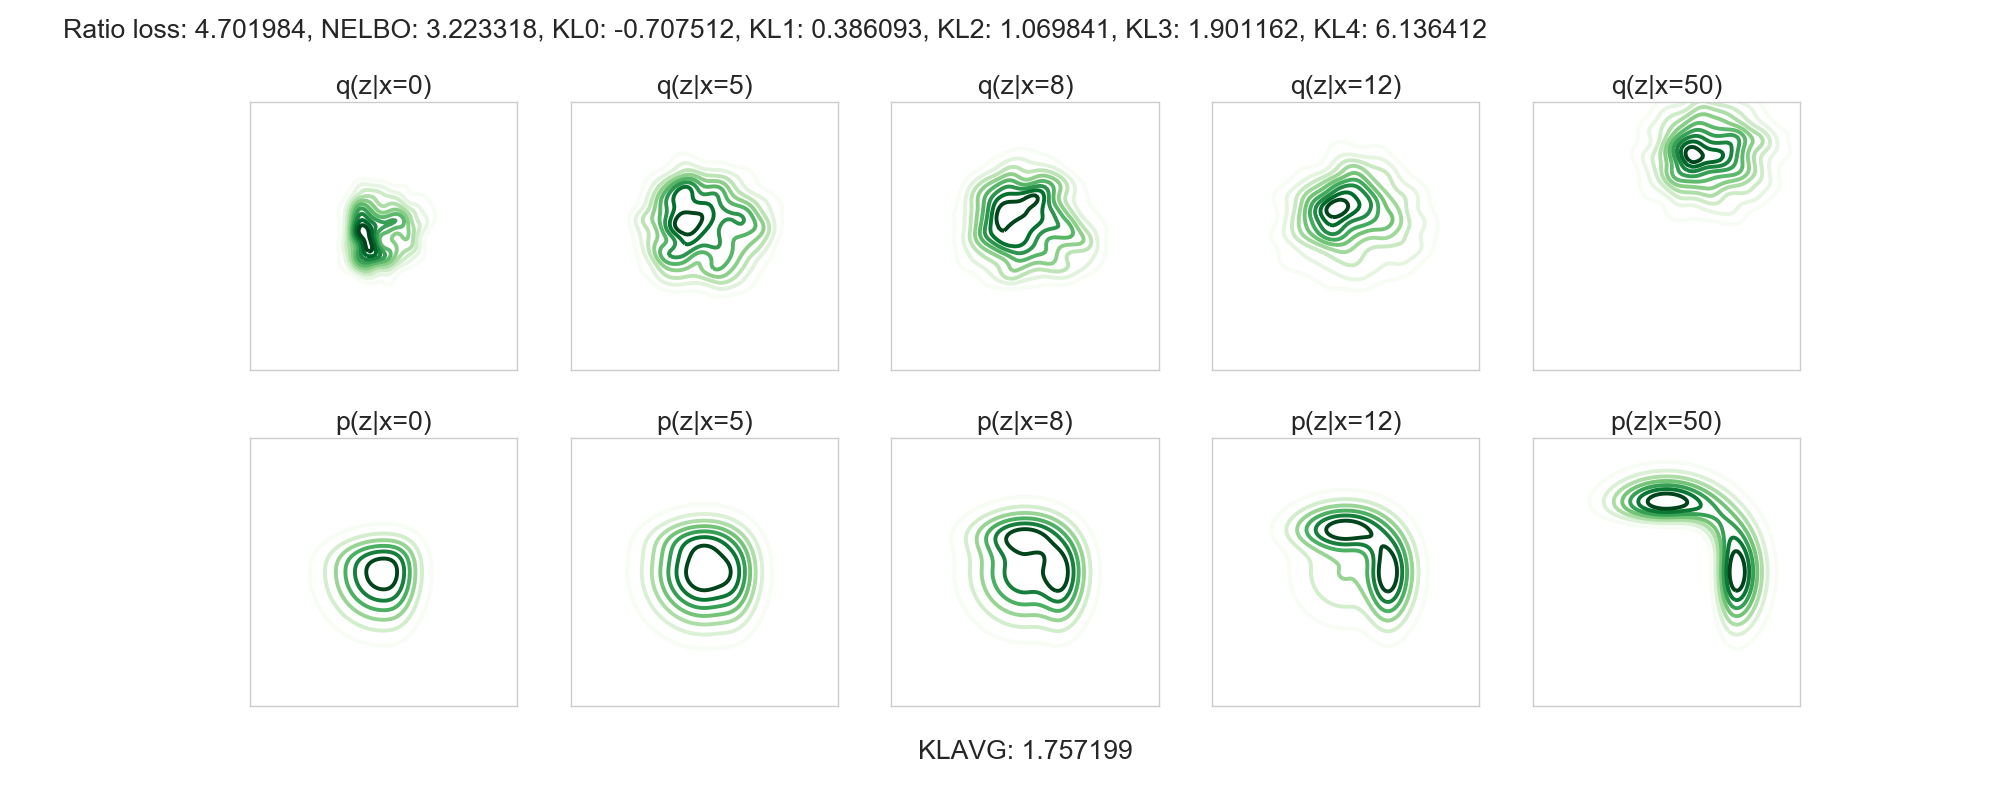 Ratio loss: 4.701984, NELBO: 3.223318, KL0: -0.707512, KL1: 0.386093, KL2: 1.069841, KL3: 1.901162, KL4: 6.136412
q(z|x=0) q(z|x=5) q(z|x=8) q(z|x=12) q(z|x=50)
p(z|x=0) p(z|x=5) p(z|x=8) p(z|x=12) p(z|x=50)
KLAVG: 1.757199